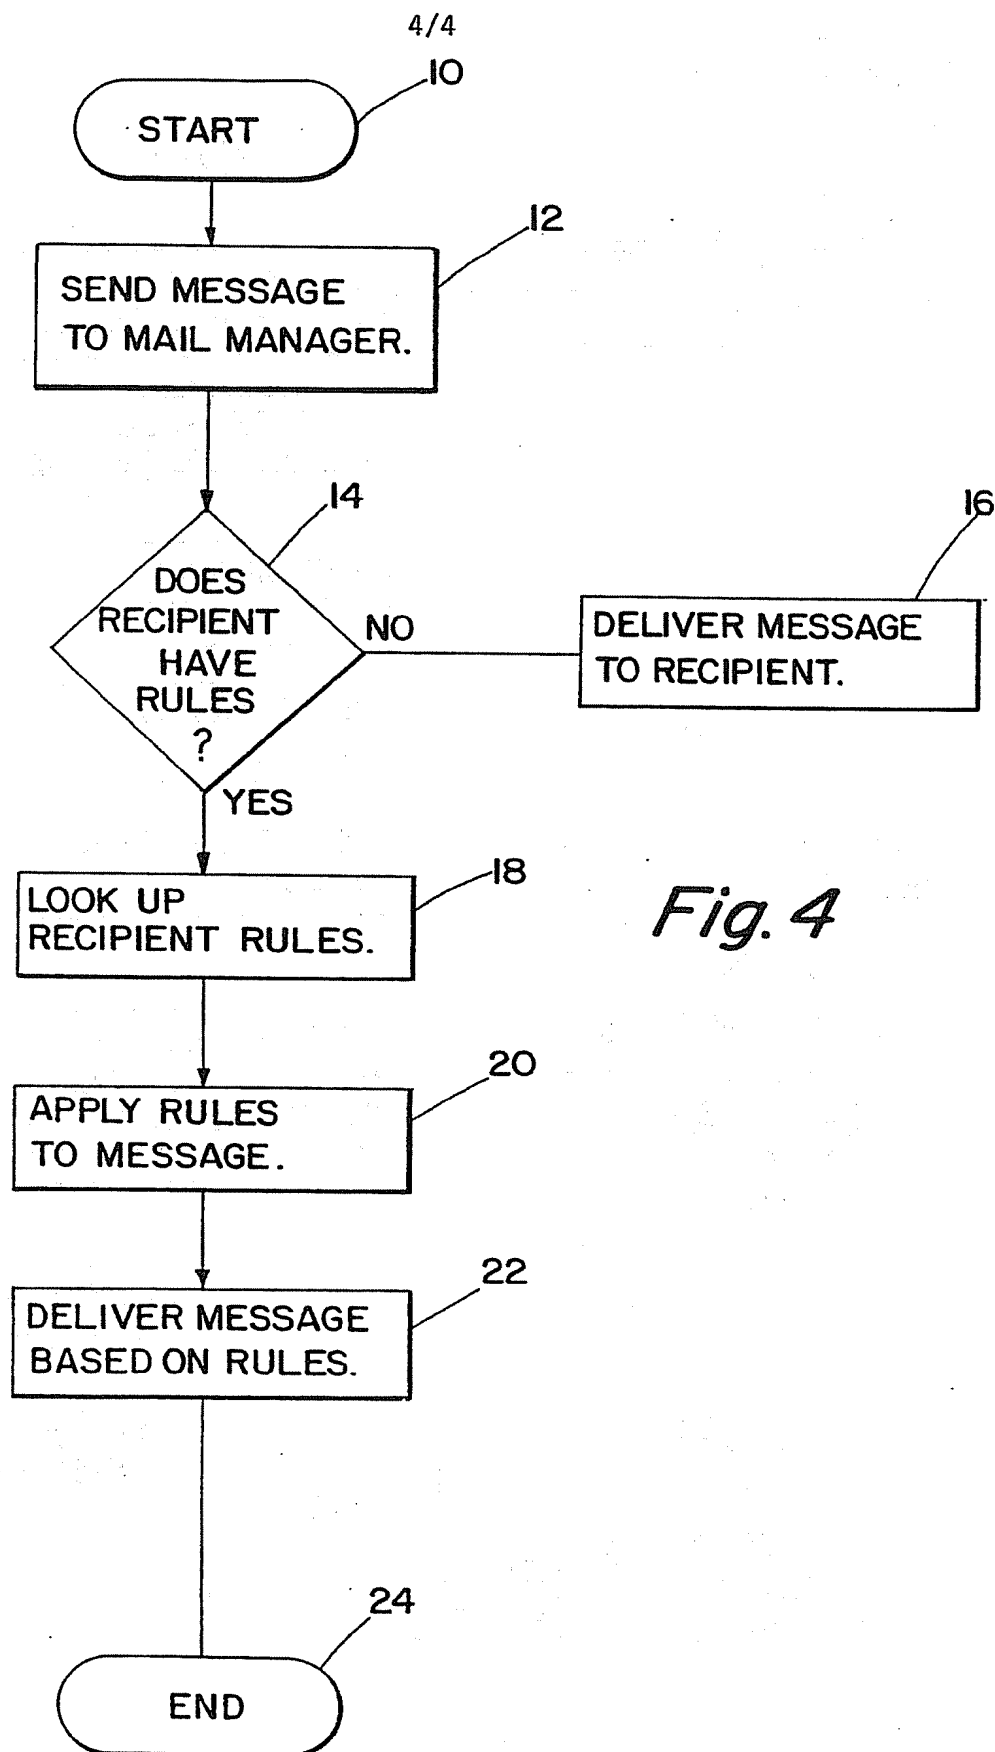 4/4
10
START
12
SEND MESSAGE
TO MAIL MANAGER.
14
DOES
RECIPIENT
HAVE
RULES
?
NO
16
DELIVER MESSAGE
TO RECIPIENT.
YES
18
LOOK UP
RECIPIENT RULES.
Fig. 4
20
APPLY RULES
TO MESSAGE.
22
DELIVER MESSAGE
BASED ON RULES.
24
END